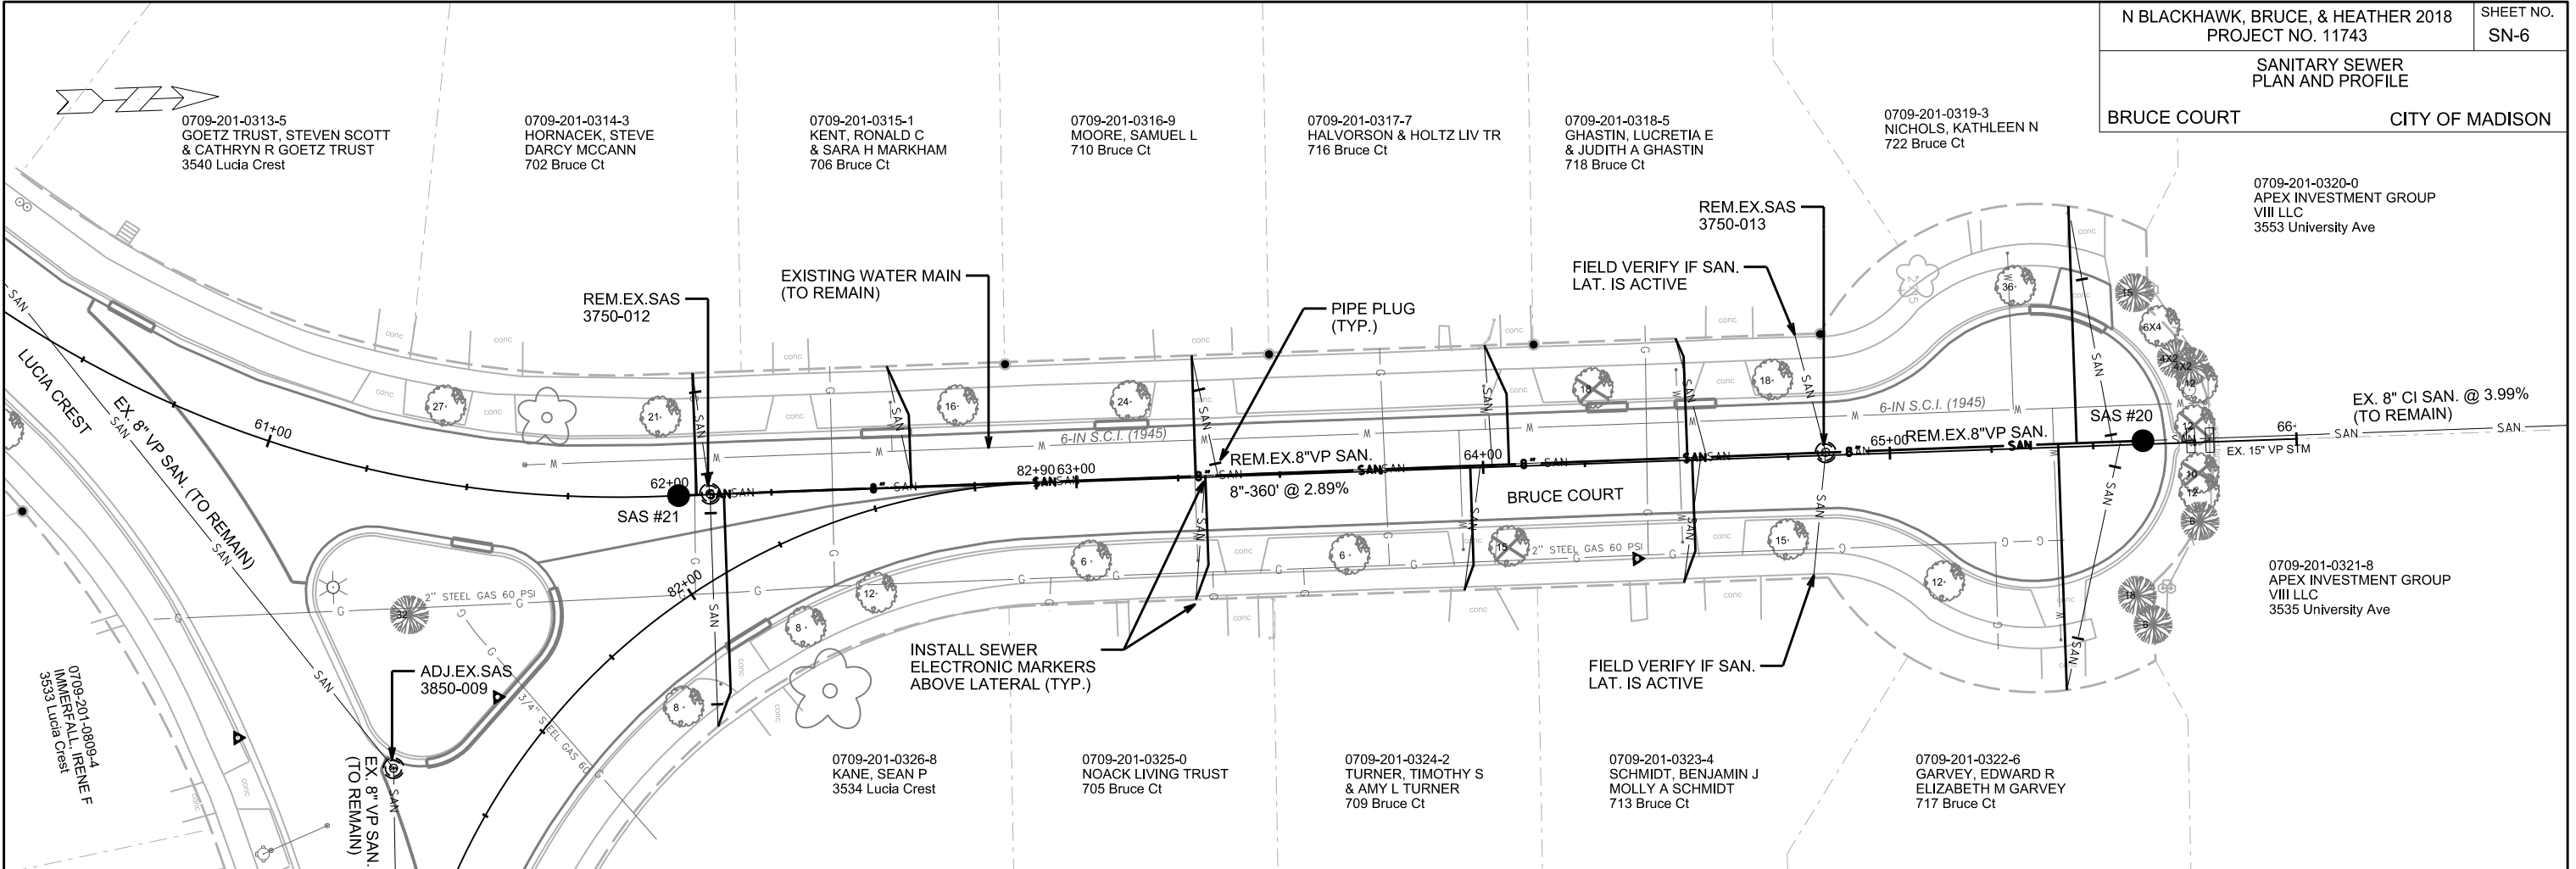 N BLACKHAWK, BRUCE, & HEATHER 2018
PROJECT NO. 11743
SHEET NO.
SN-6
SANITARY SEWER
PLAN AND PROFILE
BRUCE COURT
CITY OF MADISON
0709-201-0313-5
GOETZ TRUST, STEVEN SCOTT
& CATHRYN R GOETZ TRUST
3540 Lucia Crest
0709-201-0314-3
HORNACEK, STEVE
DARCY MCCANN
702 Bruce Ct
0709-201-0315-1
KENT, RONALD C
& SARA H MARKHAM
706 Bruce Ct
0709-201-0316-9
MOORE, SAMUEL L
710 Bruce Ct
0709-201-0317-7
HALVORSON & HOLTZ LIV TR
716 Bruce Ct
0709-201-0318-5
GHASTIN, LUCRETIA E
& JUDITH A GHASTIN
718 Bruce Ct
0709-201-0319-3
NICHOLS, KATHLEEN N
722 Bruce Ct
0709-201-0320-0
APEX INVESTMENT GROUP
VIII LLC
3553 University Ave
REM.EX.SAS
3750-012
EXISTING WATER MAIN
(TO REMAIN)
PIPE PLUG
(TYP.)
FIELD VERIFY IF SAN.
LAT. IS ACTIVE
REM.EX.SAS
3750-013
EX. 8" CI SAN. @ 3.99%
(TO REMAIN)
SAS #20
66-
EX. 15" VP STM
LUCIA CREST
EX. 8" VP SAN. (TO REMAIN)
61+00
62+00
SAS #21
82+00
82+90
63+00
64+00
65+00
6-IN S.C.I. (1945)
6-IN S.C.I. (1945)
REM.EX.8"VP SAN.
REM.EX.8"VP SAN.
8"-360' @ 2.89%
BRUCE COURT
2" STEEL GAS 60 PSI
2" STEEL GAS 60 PSI
3/4" STEEL GAS 60
ADJ.EX.SAS
3850-009
EX. 8" VP SAN.
(TO REMAIN)
INSTALL SEWER
ELECTRONIC MARKERS
ABOVE LATERAL (TYP.)
FIELD VERIFY IF SAN.
LAT. IS ACTIVE
0709-201-0809-4
IMMERFALL, IRENE F
3533 Lucia Crest
0709-201-0326-8
KANE, SEAN P
3534 Lucia Crest
0709-201-0325-0
NOACK LIVING TRUST
705 Bruce Ct
0709-201-0324-2
TURNER, TIMOTHY S
& AMY L TURNER
709 Bruce Ct
0709-201-0323-4
SCHMIDT, BENJAMIN J
MOLLY A SCHMIDT
713 Bruce Ct
0709-201-0322-6
GARVEY, EDWARD R
ELIZABETH M GARVEY
717 Bruce Ct
0709-201-0321-8
APEX INVESTMENT GROUP
VIII LLC
3535 University Ave